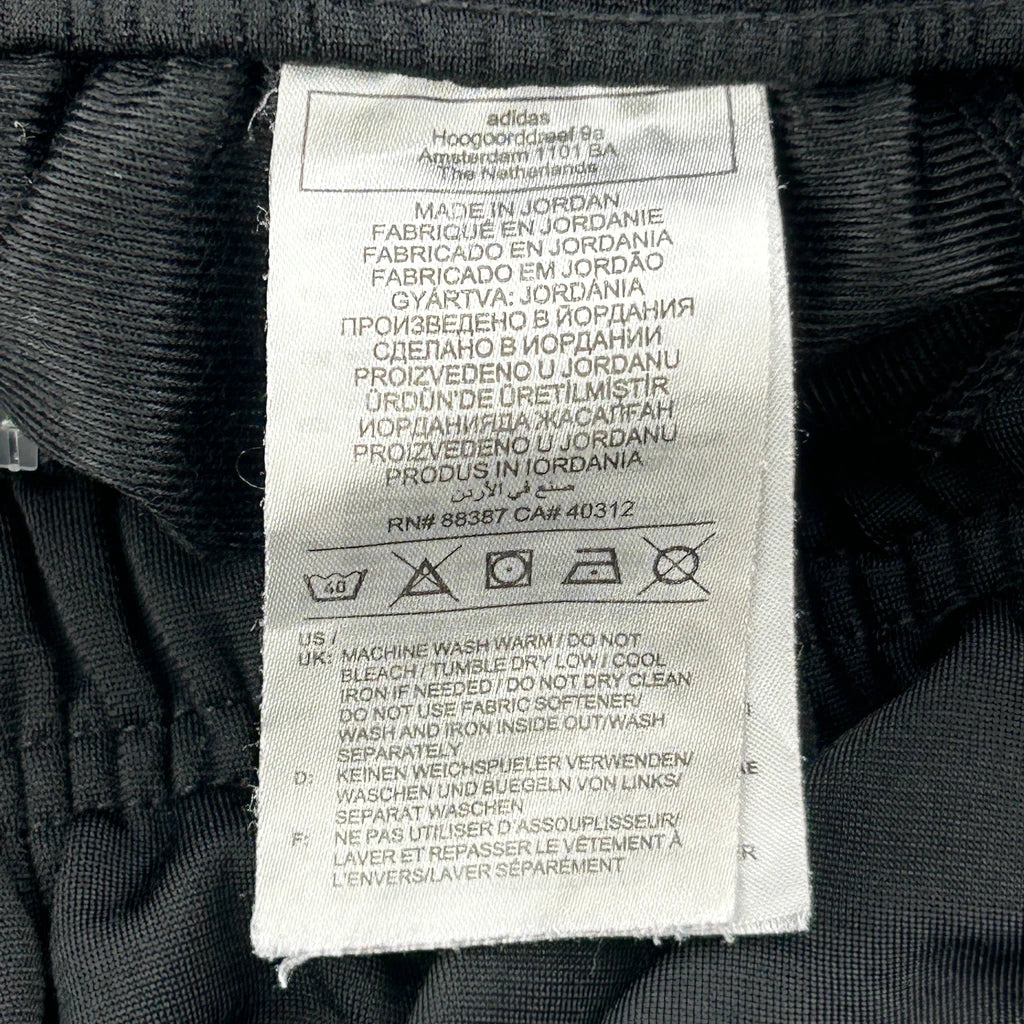 adidas
Hoogoorddreef 9a
Amsterdam 1101 BA
The Netherlands
MADE IN JORDAN
FABRIQUÉ EN JORDANIE
FABRICADO EN JORDANIA
FABRICADO EM JORDÃO
GYÁRTVA: JORDÁNIA
ПРОИЗВЕДЕНО В ЙОРДАНИЯ
СДЕЛАНО В ИОРДАНИИ
PROIZVEDENO U JORDANU
ÜRDÜN'DE ÜRETİLMİŞTİR
ИОРДАНИЯДА ЖАСАЛҒАН
PROIZVEDENO U JORDANU
PRODUS IN IORDANIA
صنع في الأردن
RN# 88387 CA# 40312
40
US /
UK: MACHINE WASH WARM / DO NOT
BLEACH / TUMBLE DRY LOW / COOL
IRON IF NEEDED / DO NOT DRY CLEAN
DO NOT USE FABRIC SOFTENER/
WASH AND IRON INSIDE OUT/WASH
SEPARATELY
D: KEINEN WEICHSPUELER VERWENDEN/
WASCHEN UND BUEGELN VON LINKS/
SEPARAT WASCHEN
F: NE PAS UTILISER D'ASSOUPLISSEUR/
LAVER ET REPASSER LE VÊTEMENT À
L'ENVERS/LAVER SÉPARÉMENT